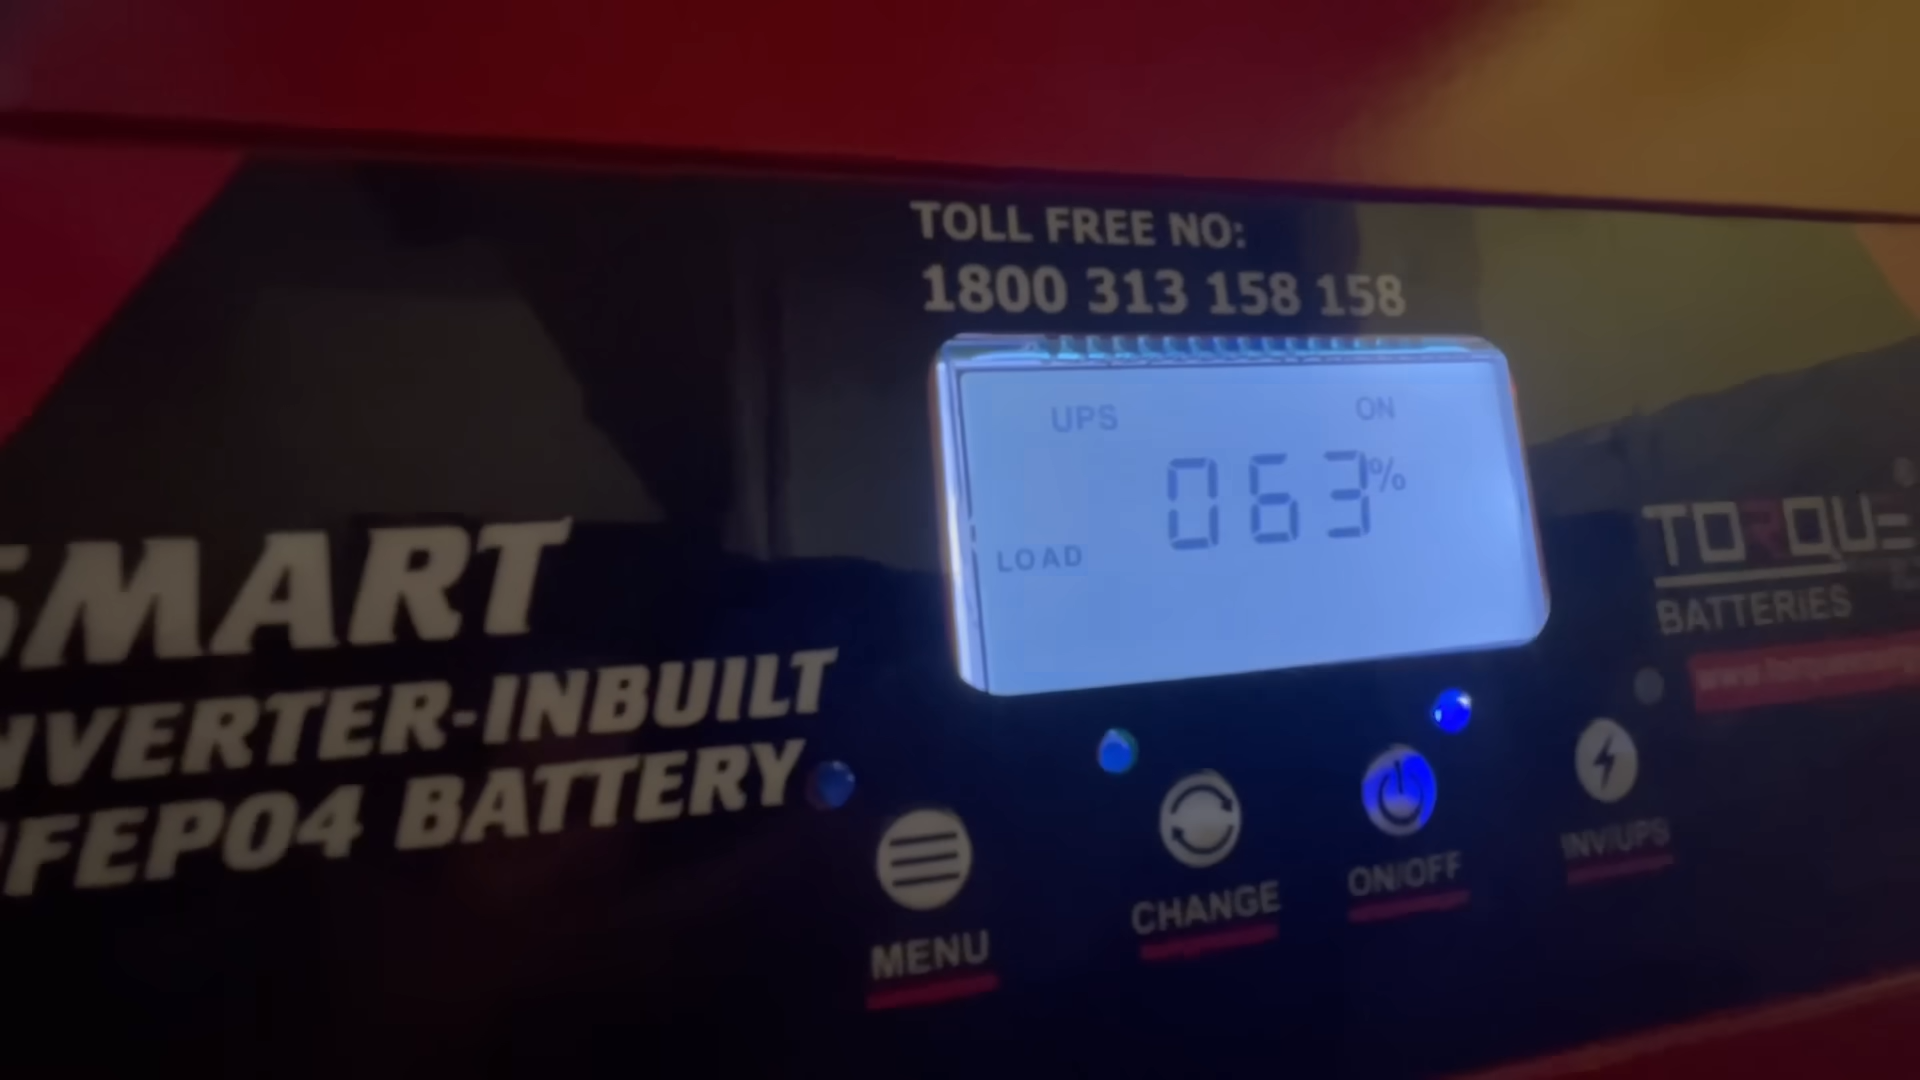 TOLL FREE NO:
1800 313 158 158
UPS ON
063%
LOAD
SMART
INVERTER-INBUILT
BATTERY
TORQUE
BATTERIES
MENU
CHANGE
ON/OFF
INV/UPS